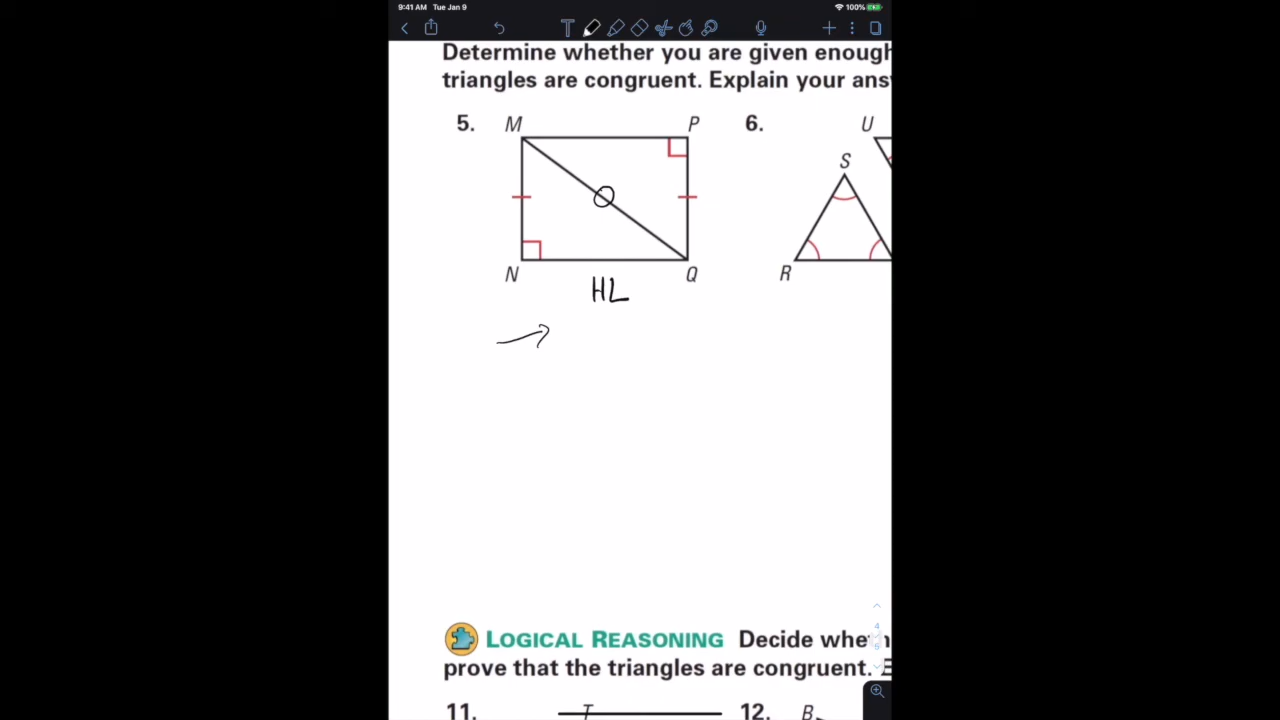 9:41 AM Tue Jan 9
100%
Determine whether you are given enough
triangles are congruent. Explain your ans
5. M P 6. U
S
N Q R
HL
LOGICAL REASONING Decide wheth
prove that the triangles are congruent. E
11. T 12. B